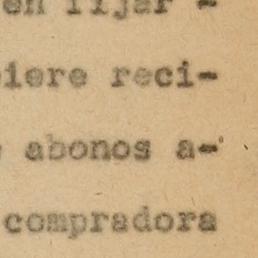 en fijar -
iere reci-
abonos a-
compradora